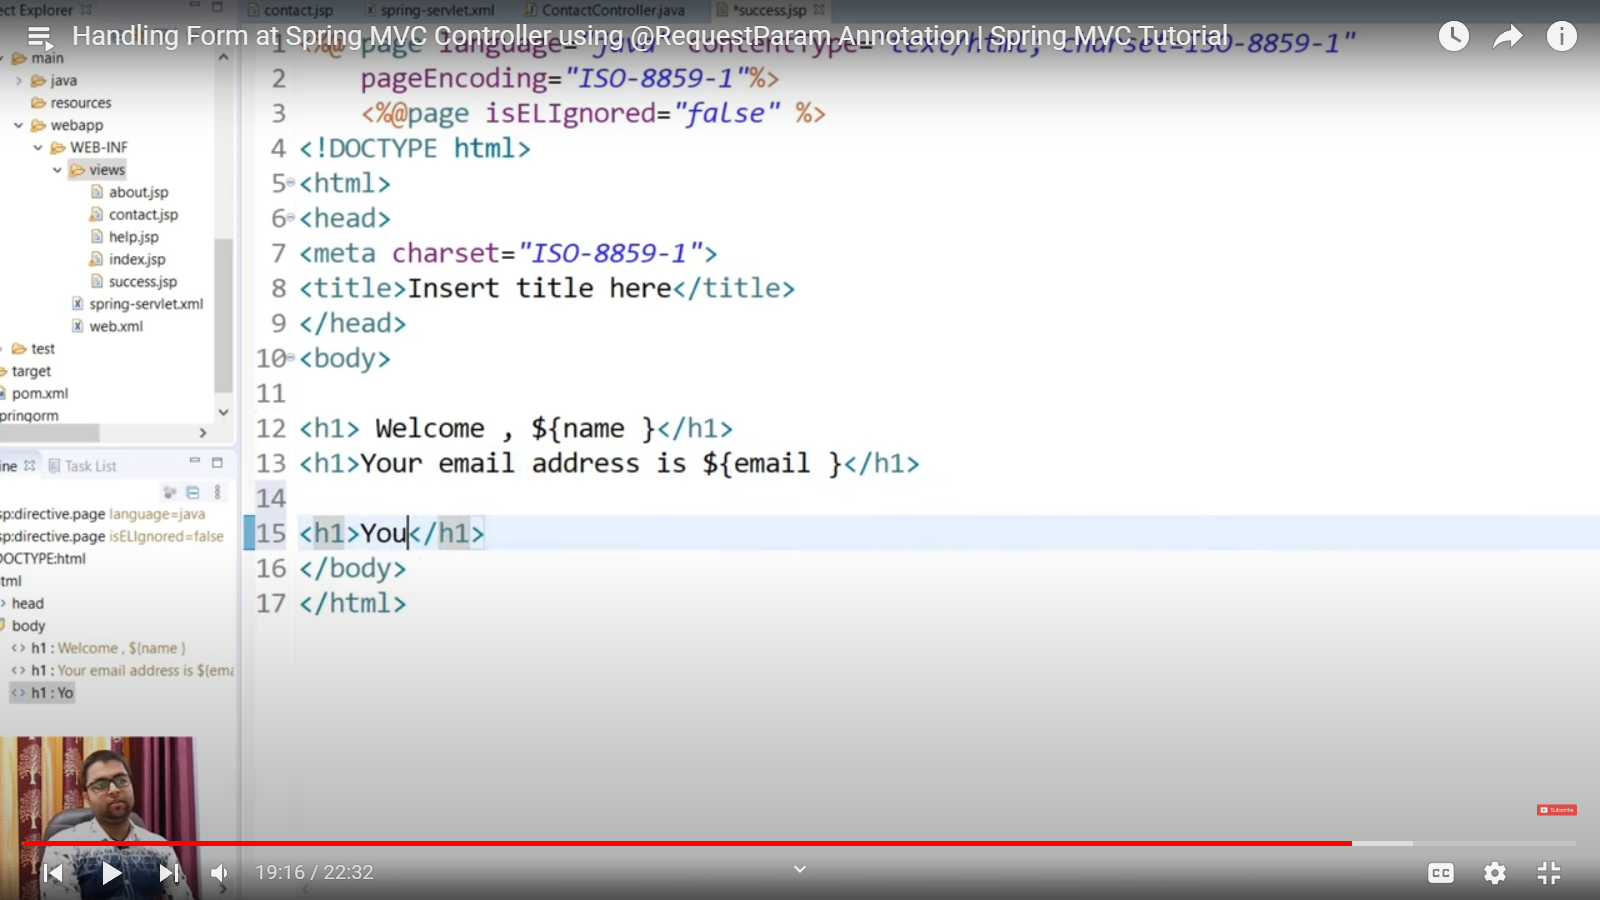 Handling Form at Spring MVC Controller using @RequestParam Annotation | Spring MVC Tutorial
ect Explorer
contact.jsp
spring-servlet.xml
ContactController.java
*success.jsp
main
java
resources
webapp
WEB-INF
views
about.jsp
contact.jsp
help.jsp
index.jsp
success.jsp
spring-servlet.xml
web.xml
test
target
pom.xml
pringorm
1 <%@ page language="java" contentType="text/html; charset=ISO-8859-1"
2 pageEncoding="ISO-8859-1"%>
3 <%@page isELIgnored="false" %>
4 <!DOCTYPE html>
5 <html>
6 <head>
7 <meta charset="ISO-8859-1">
8 <title>Insert title here</title>
9 </head>
10 <body>
11
12 <h1> Welcome , ${name }</h1>
13 <h1>Your email address is ${email }</h1>
14
15 <h1>You</h1>
16 </body>
17 </html>
ine
Task List
sp:directive.page language=java
sp:directive.page isELIgnored=false
DOCTYPE:html
tml
head
body
h1 : Welcome , ${name }
h1 : Your email address is ${ema
h1 : Yo
Subscribe
19:16 / 22:32
CC